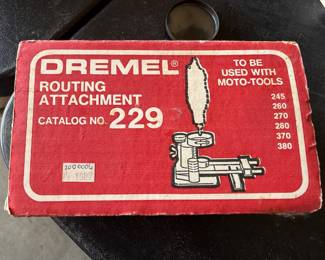 DREMEL®
ROUTING
ATTACHMENT
CATALOG NO. 229
TO BE
USED WITH
MOTO-TOOLS
245
260
270
280
370
380